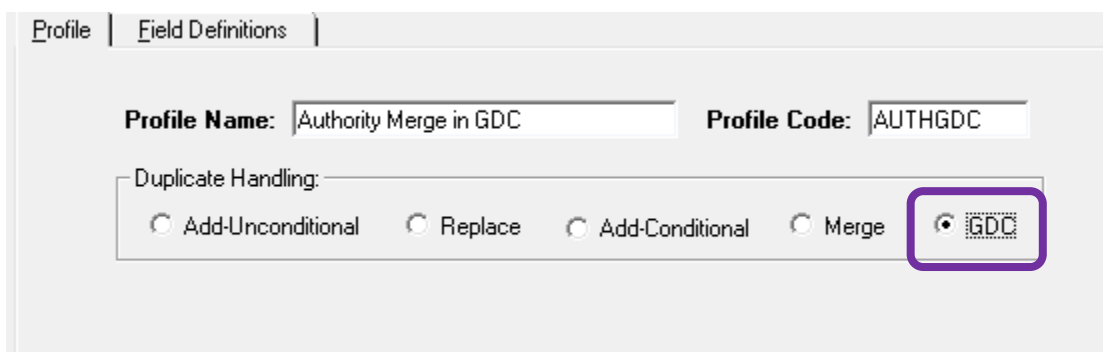 Profile Field Definitions
Profile Name: Authority Merge in GDC Profile Code: AUTHGDC
Duplicate Handling:
Add-Unconditional Replace Add-Conditional Merge GDC